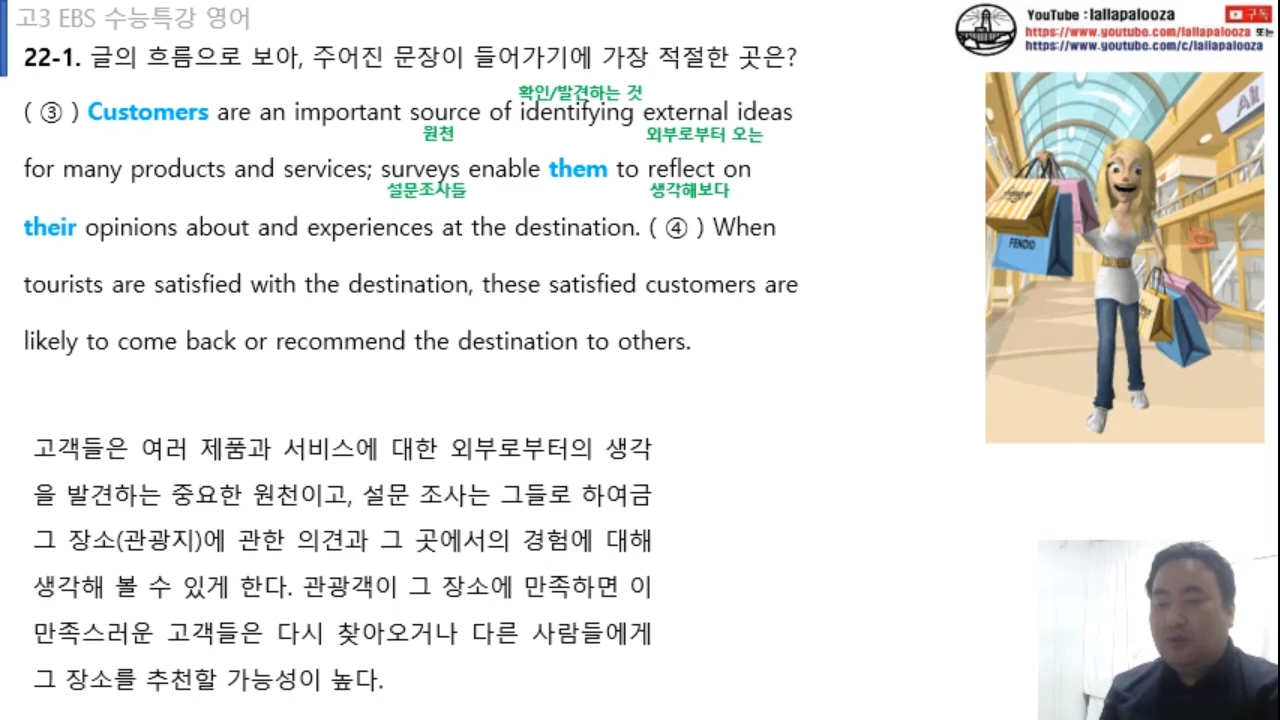 고3 EBS 수능특강 영어
YouTube : lallapalooza
구독
https://www.youtube.com/lallapalooza 또는
https://www.youtube.com/c/lallapalooza
22-1. 글의 흐름으로 보아, 주어진 문장이 들어가기에 가장 적절한 곳은?
확인/발견하는 것
( ③ ) Customers are an important source of identifying external ideas
원천 외부로부터 오는
for many products and services; surveys enable them to reflect on
설문조사들 생각해보다
their opinions about and experiences at the destination. ( ④ ) When
tourists are satisfied with the destination, these satisfied customers are
likely to come back or recommend the destination to others.
FENDID
고객들은 여러 제품과 서비스에 대한 외부로부터의 생각
을 발견하는 중요한 원천이고, 설문 조사는 그들로 하여금
그 장소(관광지)에 관한 의견과 그 곳에서의 경험에 대해
생각해 볼 수 있게 한다. 관광객이 그 장소에 만족하면 이
만족스러운 고객들은 다시 찾아오거나 다른 사람들에게
그 장소를 추천할 가능성이 높다.